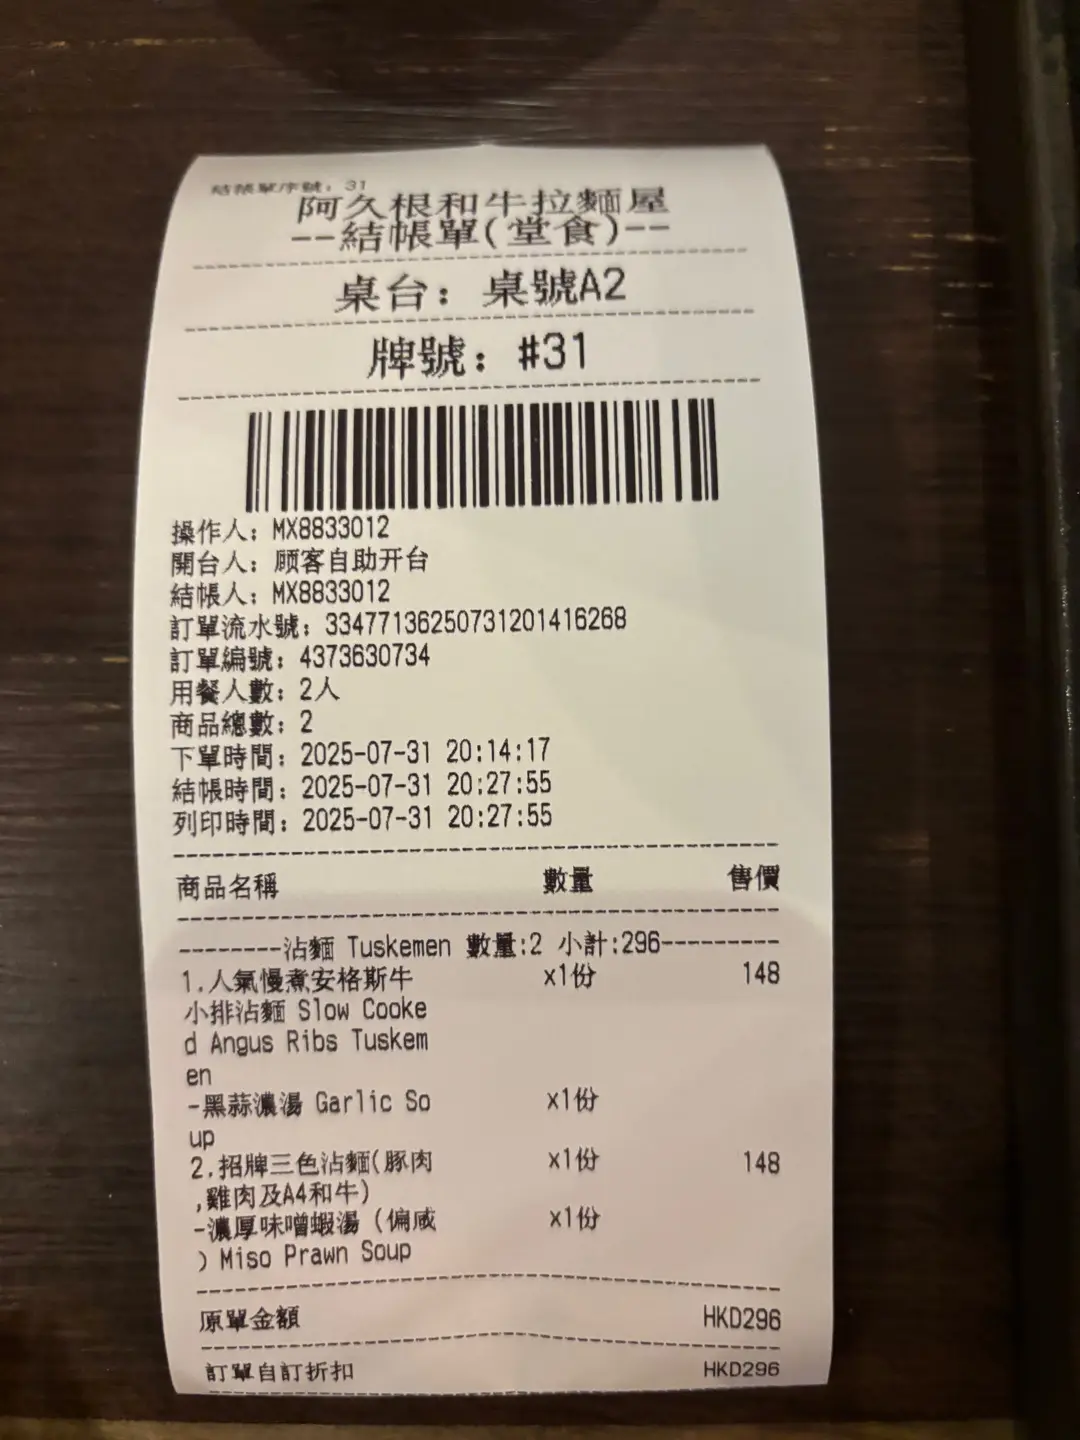 結帳單序號：31
阿久根和牛拉麵屋
--結帳單(堂食)--
桌台：桌號A2
牌號：#31
操作人：MX8833012
開台人：顾客自助开台
結帳人：MX8833012
訂單流水號：334771362507312014​16268
訂單編號：4373630734
用餐人數：2人
商品總數：2
下單時間：2025-07-31 20:14:17
結帳時間：2025-07-31 20:27:55
列印時間：2025-07-31 20:27:55
商品名稱 數量 售價
--------沾麵 Tuskemen 數量:2 小計:296---------
1.人氣慢煮安格斯牛 x1份 148
小排沾麵 Slow Cooke
d Angus Ribs Tuskem
en
-黑蒜濃湯 Garlic So x1份
up
2.招牌三色沾麵(豚肉 x1份 148
,雞肉及A4和牛)
-濃厚味噌蝦湯 (偏咸 x1份
) Miso Prawn Soup
原單金額 HKD296
訂單自訂折扣 HKD296